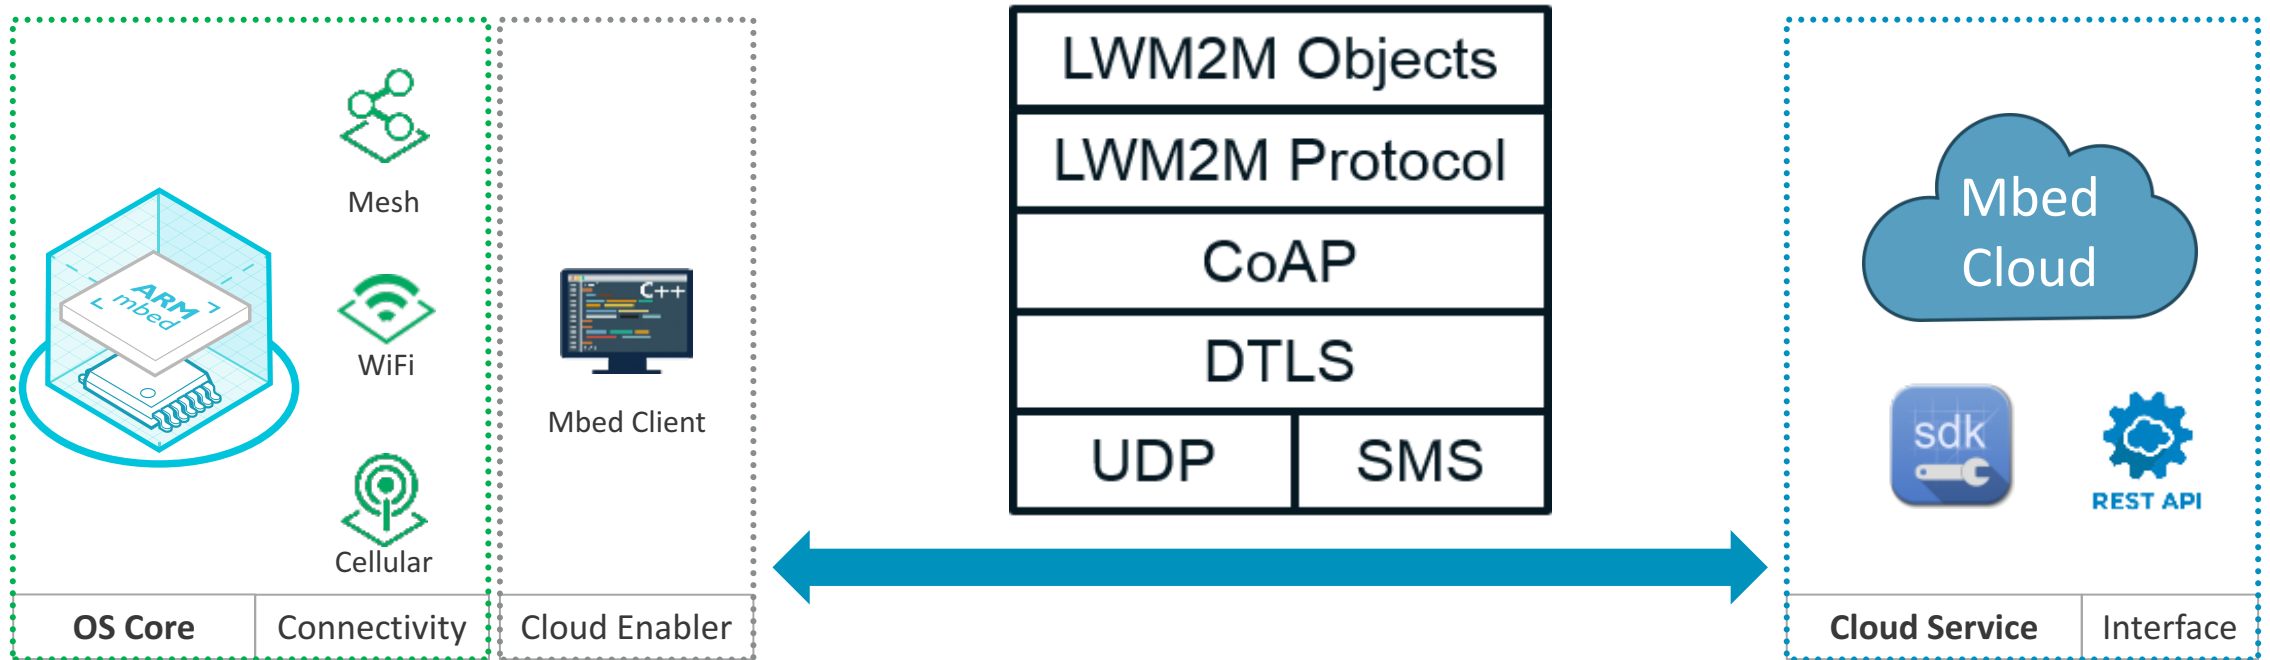 Mesh
WiFi
Cellular
ARM
mbed
OS Core
Connectivity
C++
Mbed Client
Cloud Enabler
LWM2M Objects
LWM2M Protocol
CoAP
DTLS
UDP
SMS
Mbed
Cloud
sdk
REST API
Cloud Service
Interface